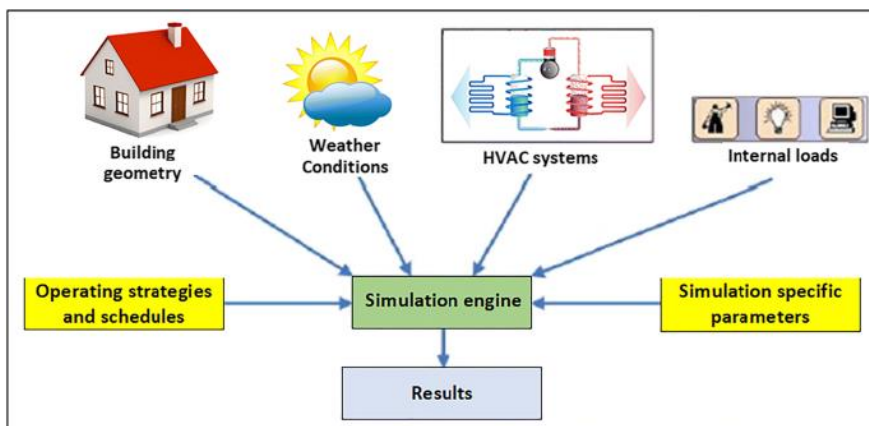 Building
geometry
Weather
Conditions
HVAC systems
Internal loads
Operating strategies
and schedules
Simulation engine
Simulation specific
parameters
Results